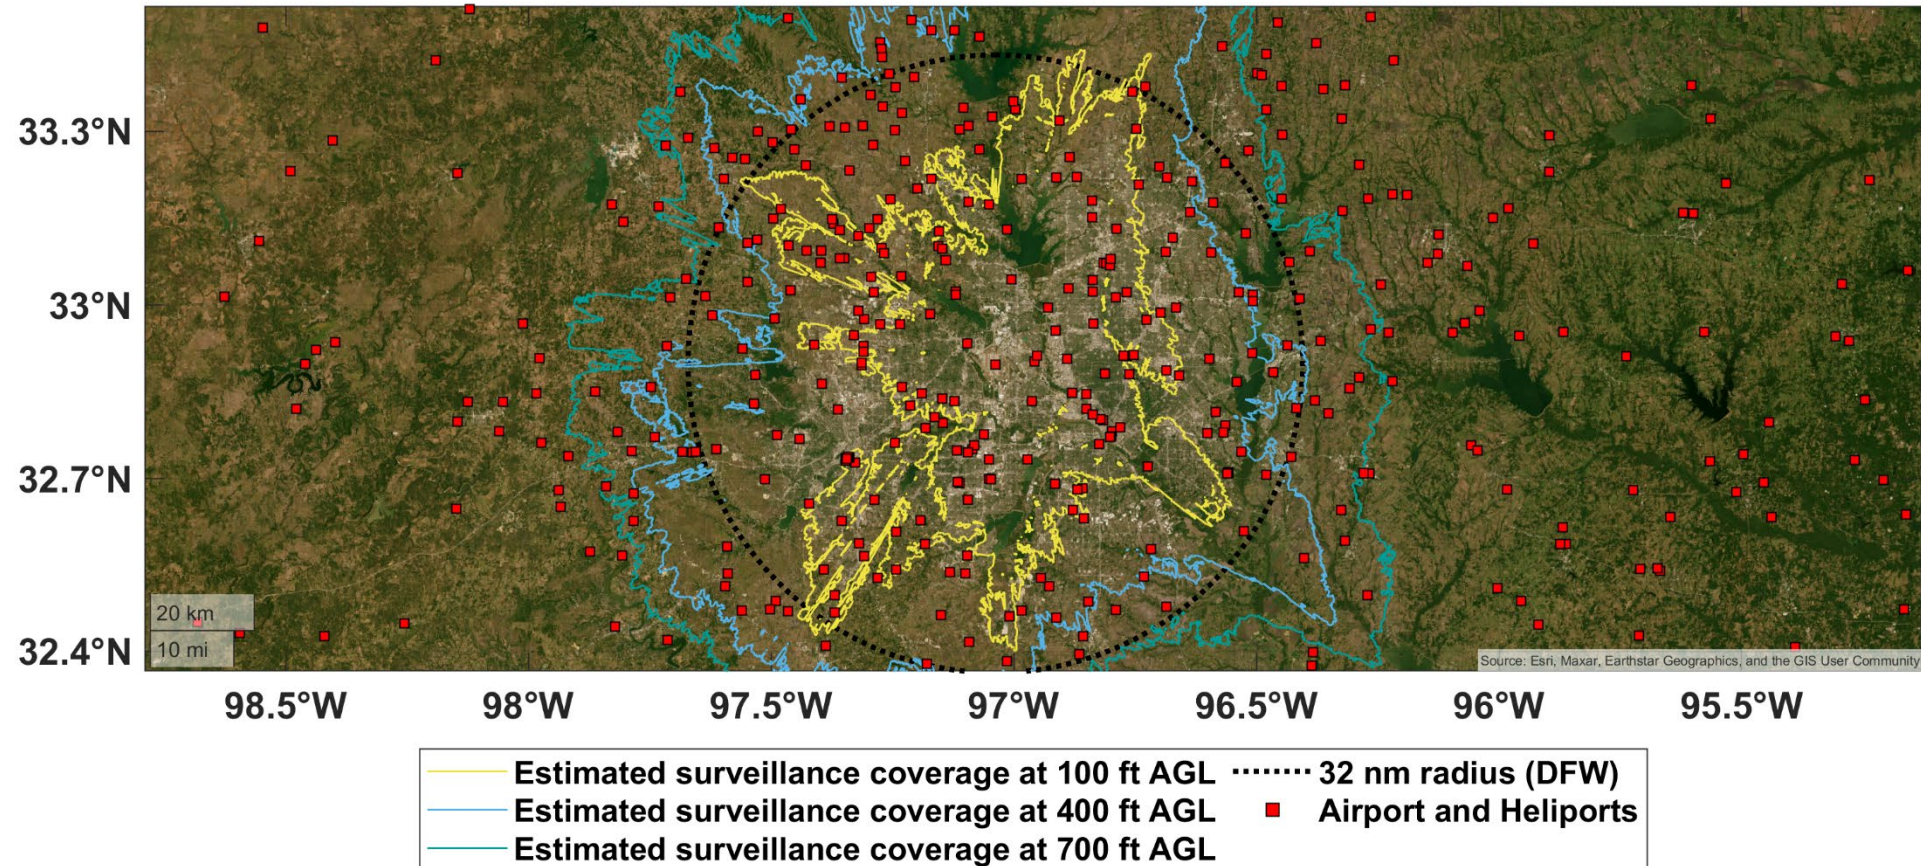 33.3°N
33°N
32.7°N
32.4°N
20 km
10 mi
Source: Esri, Maxar, Earthstar Geographics, and the GIS User Community
98.5°W 98°W 97.5°W 97°W 96.5°W 96°W 95.5°W
Estimated surveillance coverage at 100 ft AGL 32 nm radius (DFW)
Estimated surveillance coverage at 400 ft AGL Airport and Heliports
Estimated surveillance coverage at 700 ft AGL